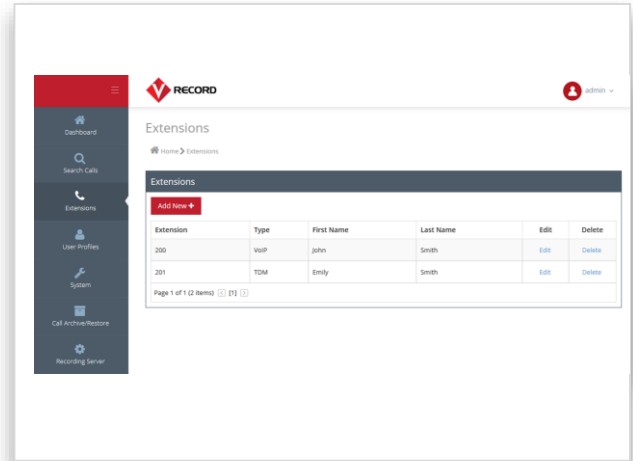 V RECORD
admin
Dashboard
Search Calls
Extensions
User Profiles
System
Call Archive/Restore
Recording Server
Extensions
Home Extensions
Extensions
Add New +
Extension Type First Name Last Name Edit Delete
200 VoIP John Smith Edit Delete
201 TDM Emily Smith Edit Delete
Page 1 of 1 (2 items) < [1] >